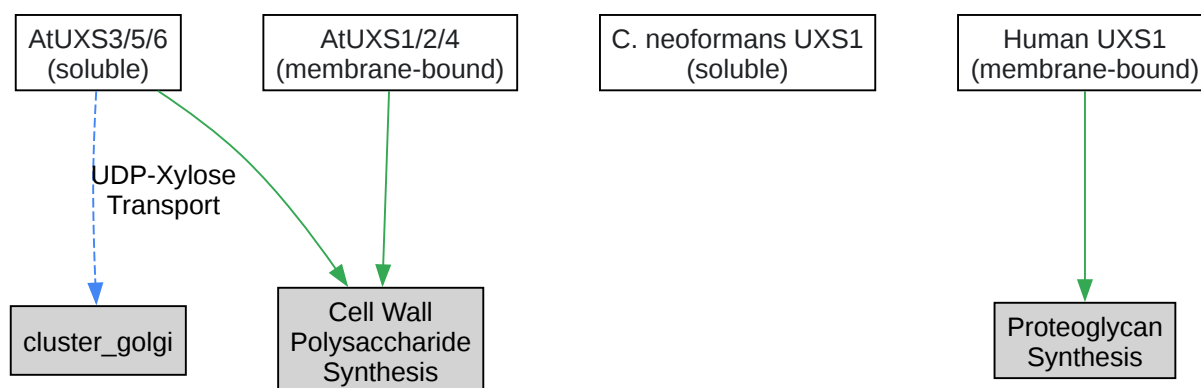 AtUXS3/5/6
(soluble)
AtUXS1/2/4
(membrane-bound)
C. neoformans UXS1
(soluble)
Human UXS1
(membrane-bound)
UDP-Xylose
Transport
cluster_golgi
Cell Wall
Polysaccharide
Synthesis
Proteoglycan
Synthesis